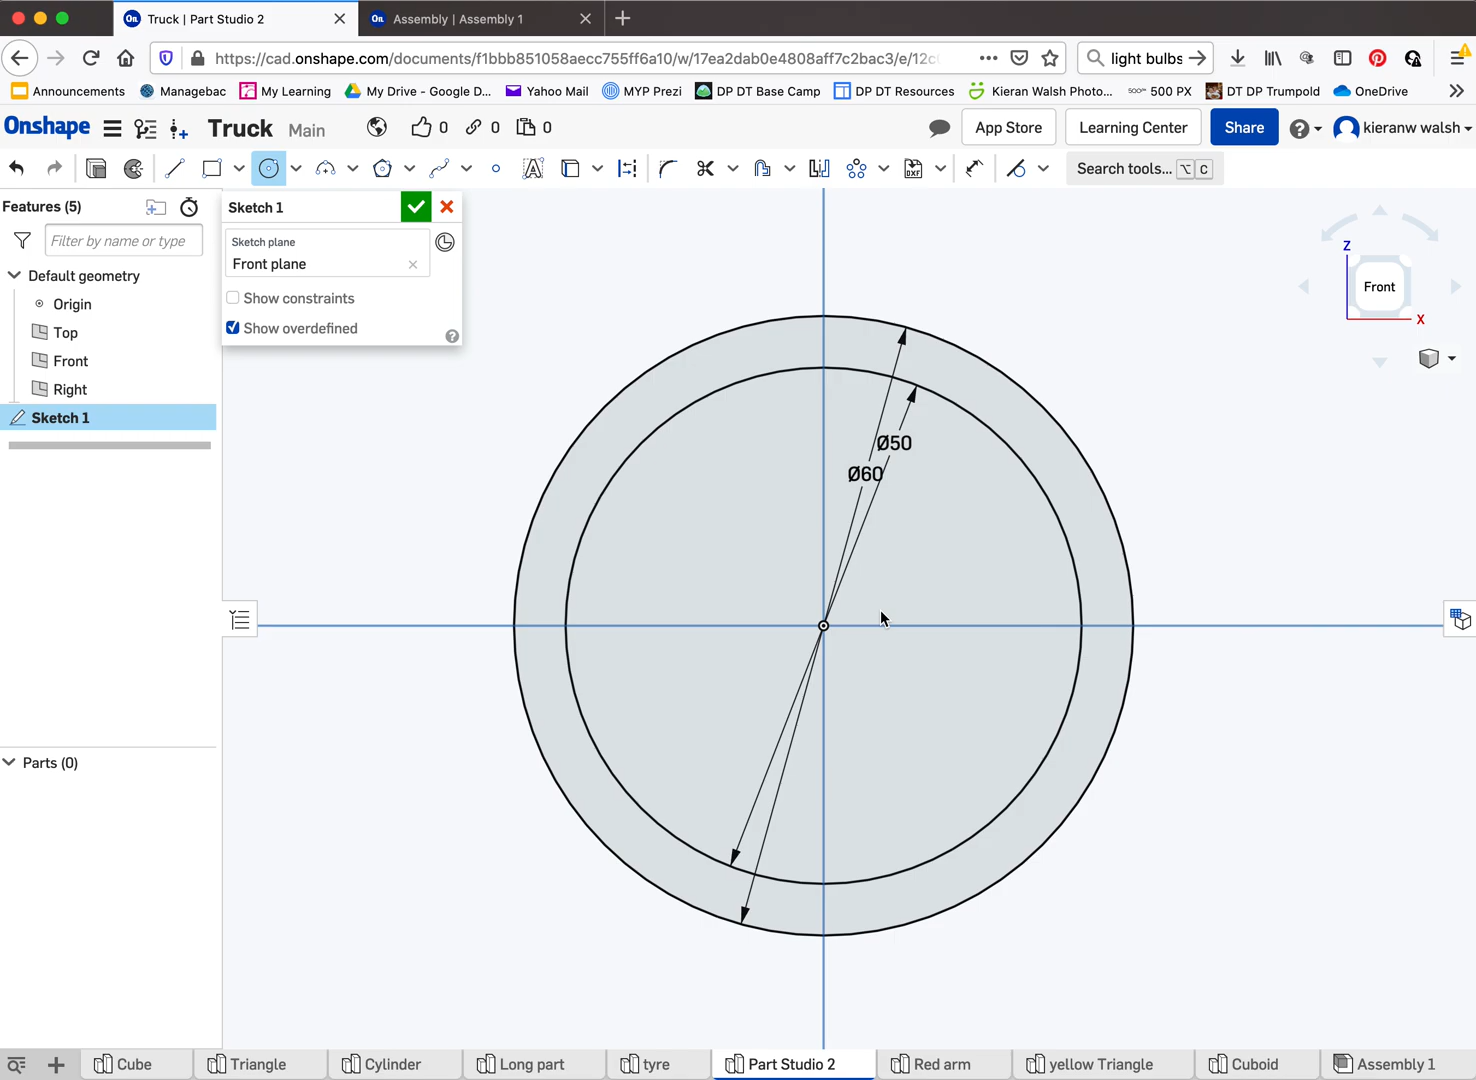 Truck | Part Studio 2
Assembly | Assembly 1
https://cad.onshape.com/documents/f1bbb851058aecc755ff6a10/w/17ea2dab0e4808aff7c2bac3/e/12c
light bulbs
Announcements
Managebac
My Learning
My Drive - Google D...
Yahoo Mail
MYP Prezi
DP DT Base Camp
DP DT Resources
Kieran Walsh Photo...
500 PX
DT DP Trumpold
OneDrive
Onshape
Truck Main
0
0
0
App Store
Learning Center
Share
kieranw walsh
Search tools... ⌥ C
Features (5)
Filter by name or type
Default geometry
Origin
Top
Front
Right
Sketch 1
Parts (0)
Sketch 1
Sketch plane
Front plane
Show constraints
Show overdefined
Ø50
Ø60
Z
Front
X
Cube
Triangle
Cylinder
Long part
tyre
Part Studio 2
Red arm
yellow Triangle
Cuboid
Assembly 1